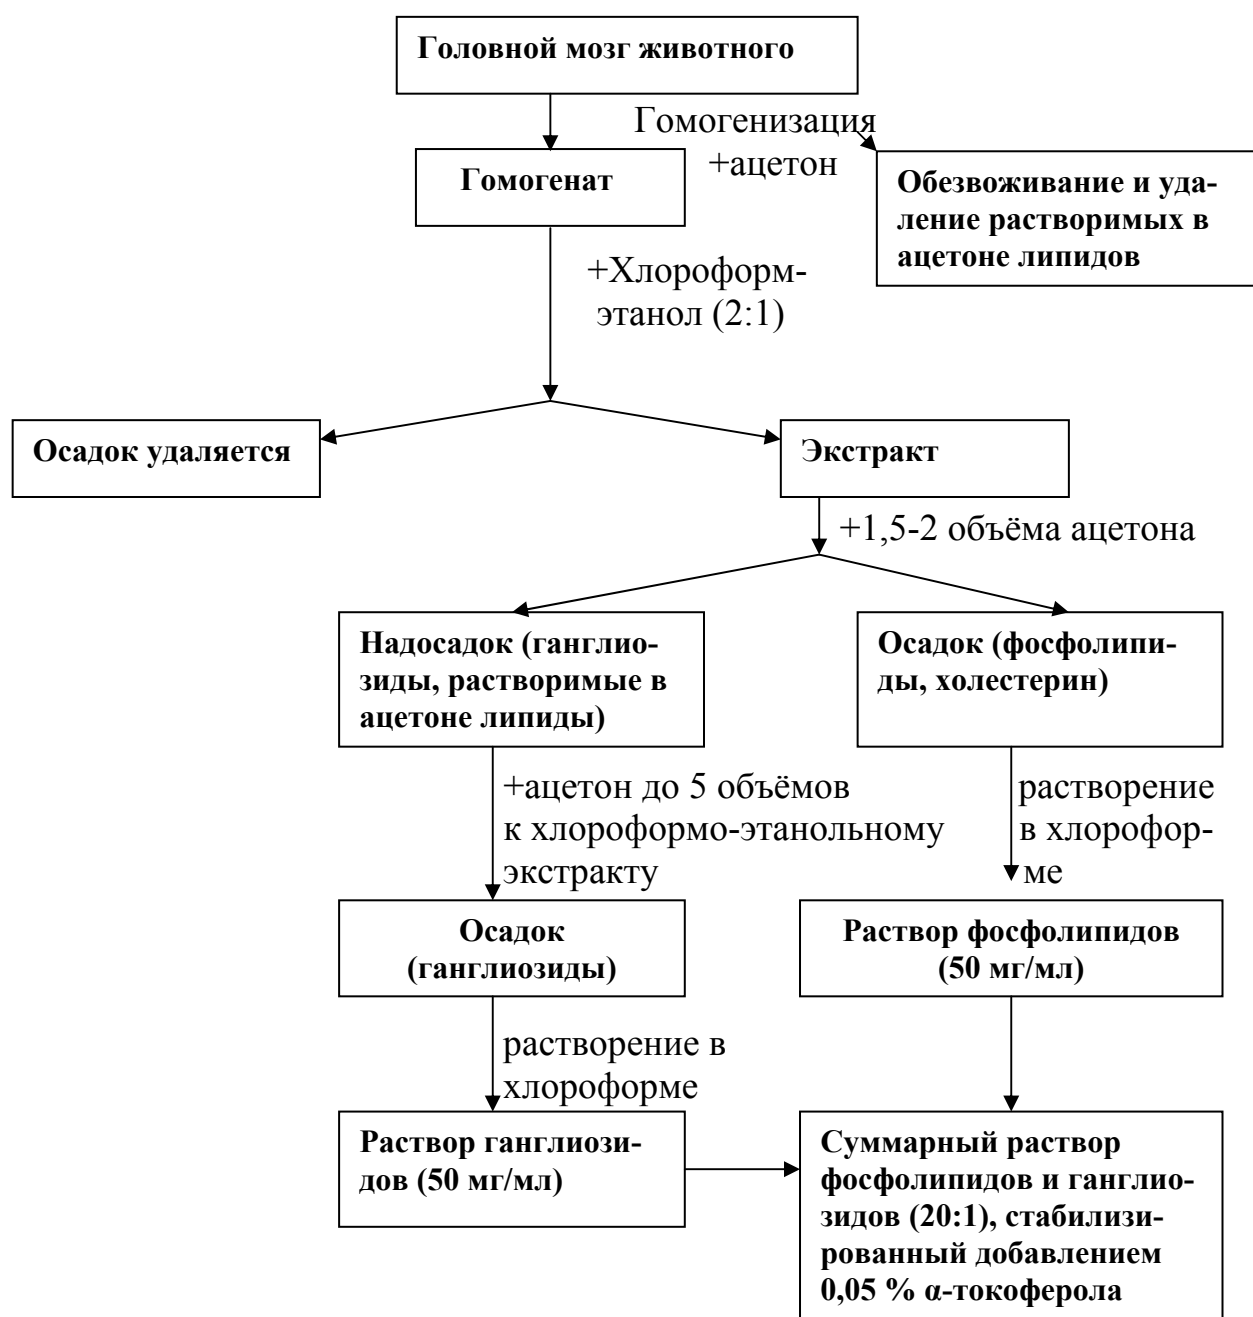 Головной мозг животного
Гомогенизация
+ацетон
Гомогенат
Обезвоживание и уда-
ление растворимых в
ацетоне липидов
+Хлороформ-
этанол (2:1)
Осадок удаляется
Экстракт
+1,5-2 объёма ацетона
Надосадок (ганглио-
зиды, растворимые в
ацетоне липиды)
Осадок (фосфолипи-
ды, холестерин)
+ацетон до 5 объёмов
к хлороформо-этанольному
экстракту
растворение
в хлорофор-
ме
Осадок
(ганглиозиды)
Раствор фосфолипидов
(50 мг/мл)
растворение в
хлороформе
Раствор ганглиози-
дов (50 мг/мл)
Суммарный раствор
фосфолипидов и ганглио-
зидов (20:1), стабилизи-
рованный добавлением
0,05 % α-токоферола